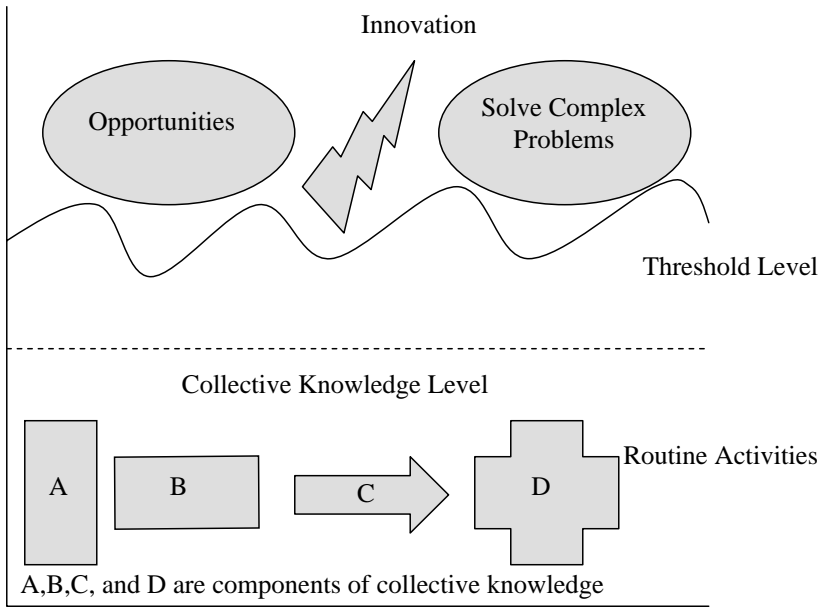 Innovation
Opportunities
Solve Complex
Problems
Threshold Level
Collective Knowledge Level
Routine Activities
A
B
C
D
A,B,C, and D are components of collective knowledge